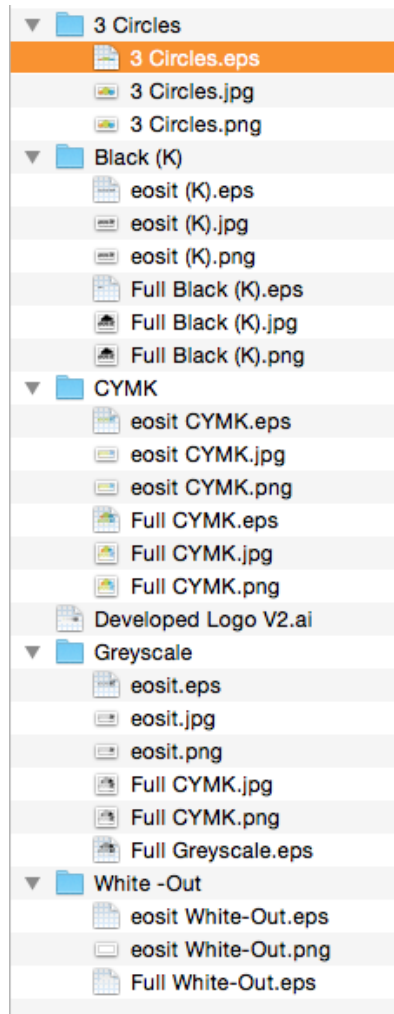 3 Circles
3 Circles.eps
3 Circles.jpg
3 Circles.png
Black (K)
eosit (K).eps
eosit (K).jpg
eosit (K).png
Full Black (K).eps
Full Black (K).jpg
Full Black (K).png
CYMK
eosit CYMK.eps
eosit CYMK.jpg
eosit CYMK.png
Full CYMK.eps
Full CYMK.jpg
Full CYMK.png
Developed Logo V2.ai
Greyscale
eosit.eps
eosit.jpg
eosit.png
Full CYMK.jpg
Full CYMK.png
Full Greyscale.eps
White -Out
eosit White-Out.eps
eosit White-Out.png
Full White-Out.eps